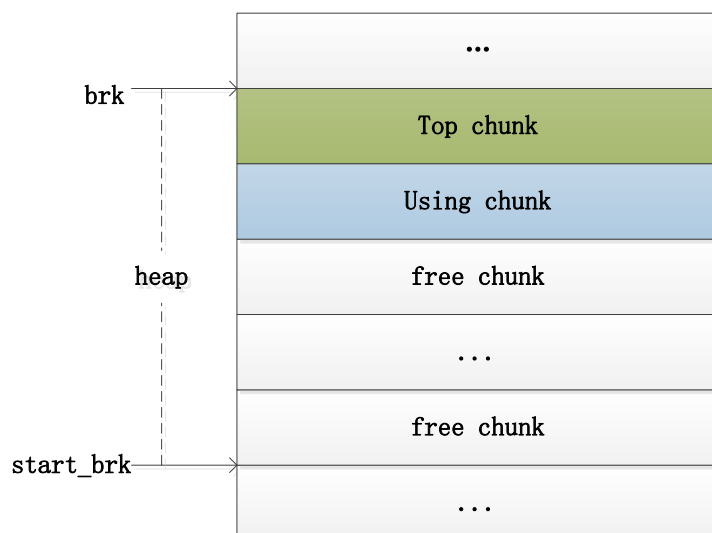 ...
brk
Top chunk
Using chunk
heap
free chunk
...
free chunk
start_brk
...